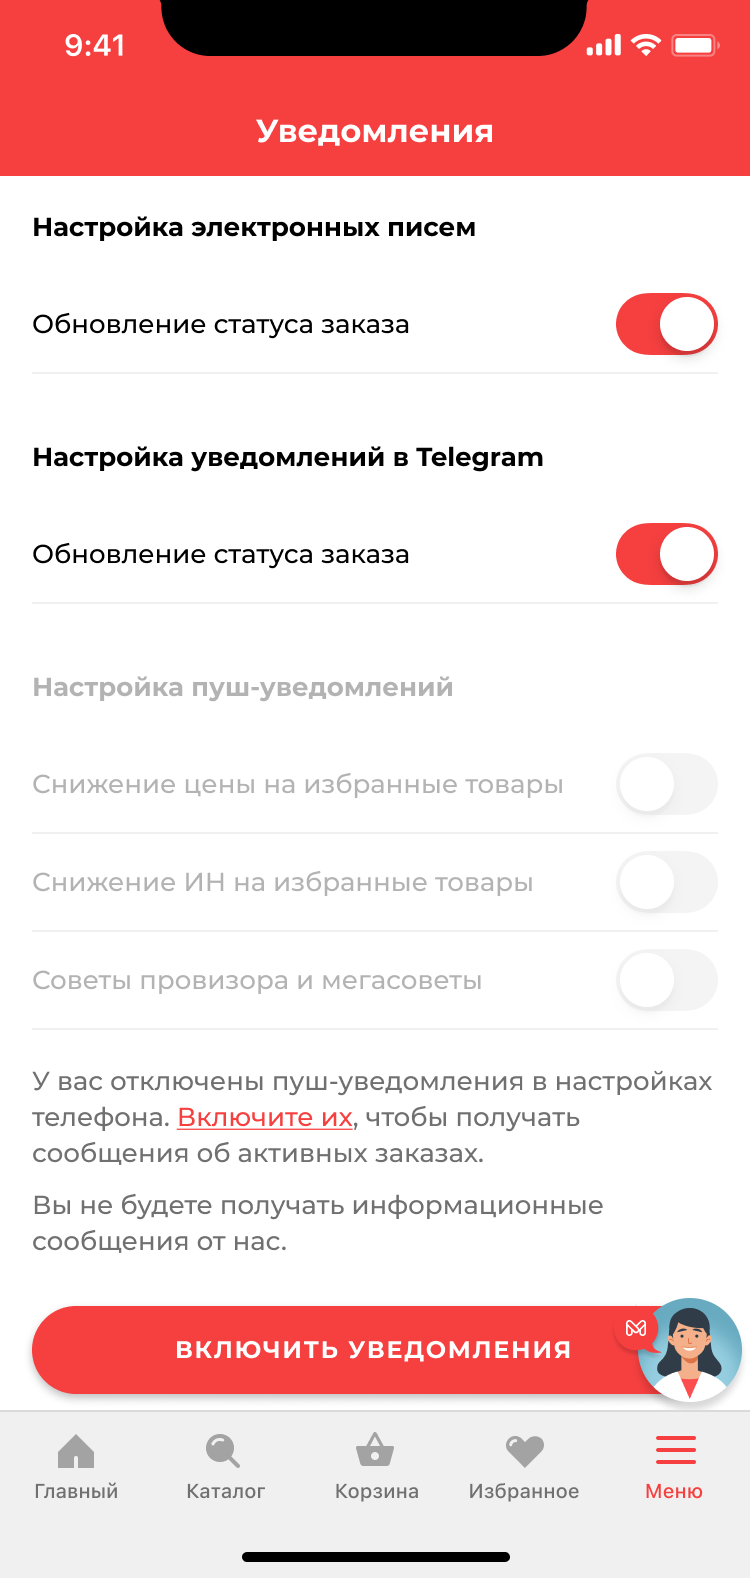 9:41
Уведомления
Настройка электронных писем
Обновление статуса заказа
Настройка уведомлений в Telegram
Обновление статуса заказа
Настройка пуш-уведомлений
Снижение цены на избранные товары
Снижение ИН на избранные товары
Советы провизора и мегасоветы
У вас отключены пуш-уведомления в настройках
телефона. Включите их, чтобы получать
сообщения об активных заказах.
Вы не будете получать информационные
сообщения от нас.
ВКЛЮЧИТЬ УВЕДОМЛЕНИЯ
Главный
Каталог
Корзина
Избранное
Меню